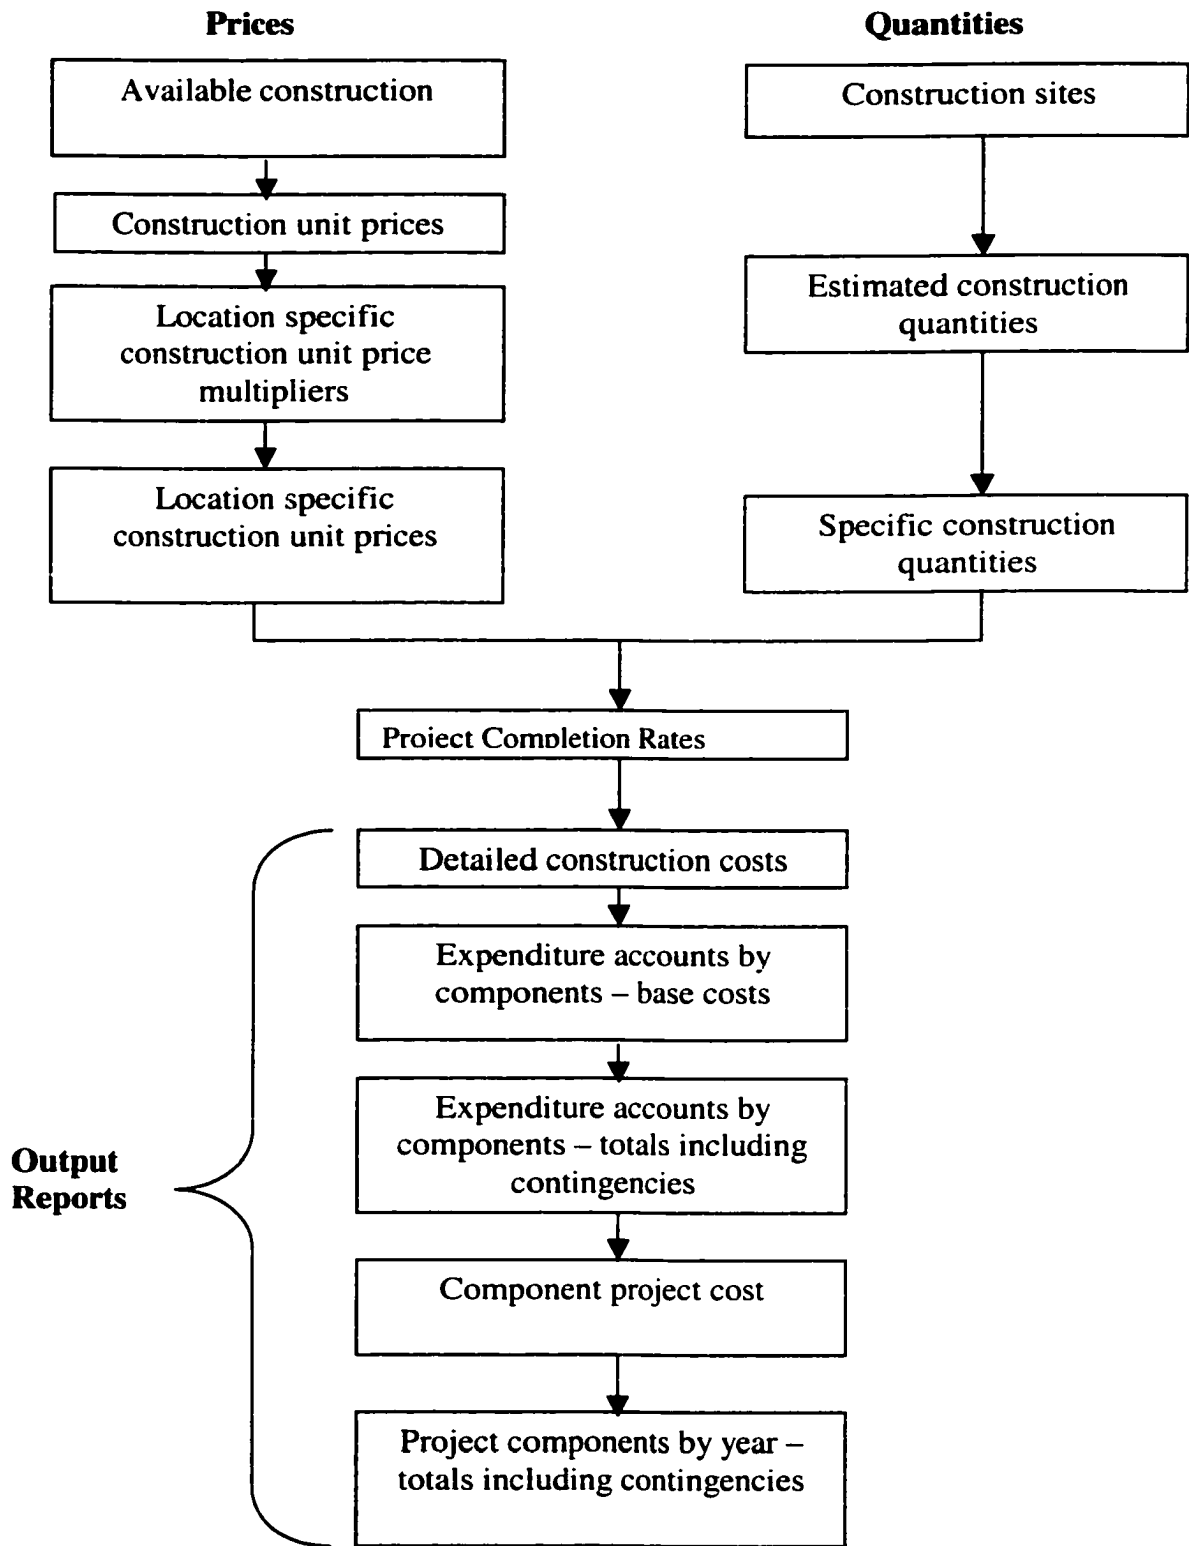 Prices
Available construction
Construction unit prices
Location specific
construction unit price
multipliers
Location specific
construction unit prices
Quantities
Construction sites
Estimated construction
quantities
Specific construction
quantities
Project Completion Rates
Detailed construction costs
Expenditure accounts by
components – base costs
Expenditure accounts by
components – totals including
contingencies
Component project cost
Project components by year –
totals including contingencies
Output
Reports